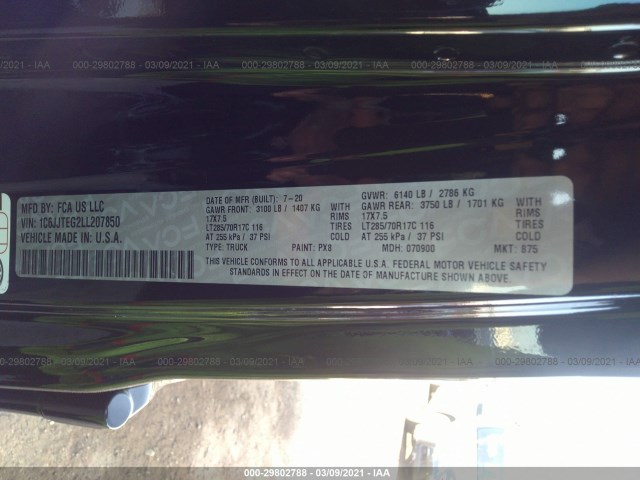 000-29802788 - 03/09/2021 - IAA
MFD BY: FCA US LLC
VIN: 1C6JJTEG2LL207850
VEHICLE MADE IN: U.S.A.
DATE OF MFR (BUILT): 7-20
GAWR FRONT: 3100 LB / 1407 KG
17X7.5 RIMS
LT285/70R17C 116 TIRES
AT 255 kPa / 37 PSI COLD
TYPE: TRUCK PAINT: PX8
GVWR: 6140 LB / 2786 KG
GAWR REAR: 3750 LB / 1701 KG
17X7.5 RIMS
LT285/70R17C 116 TIRES
AT 255 kPa / 37 PSI COLD
MDH: 070900 MKT: 875
THIS VEHICLE CONFORMS TO ALL APPLICABLE U.S.A. FEDERAL MOTOR VEHICLE SAFETY
STANDARDS IN EFFECT ON THE DATE OF MANUFACTURE SHOWN ABOVE.
000-29802788 - 03/09/2021 - IAA
000-29802788 - 03/09/2021 - IAA